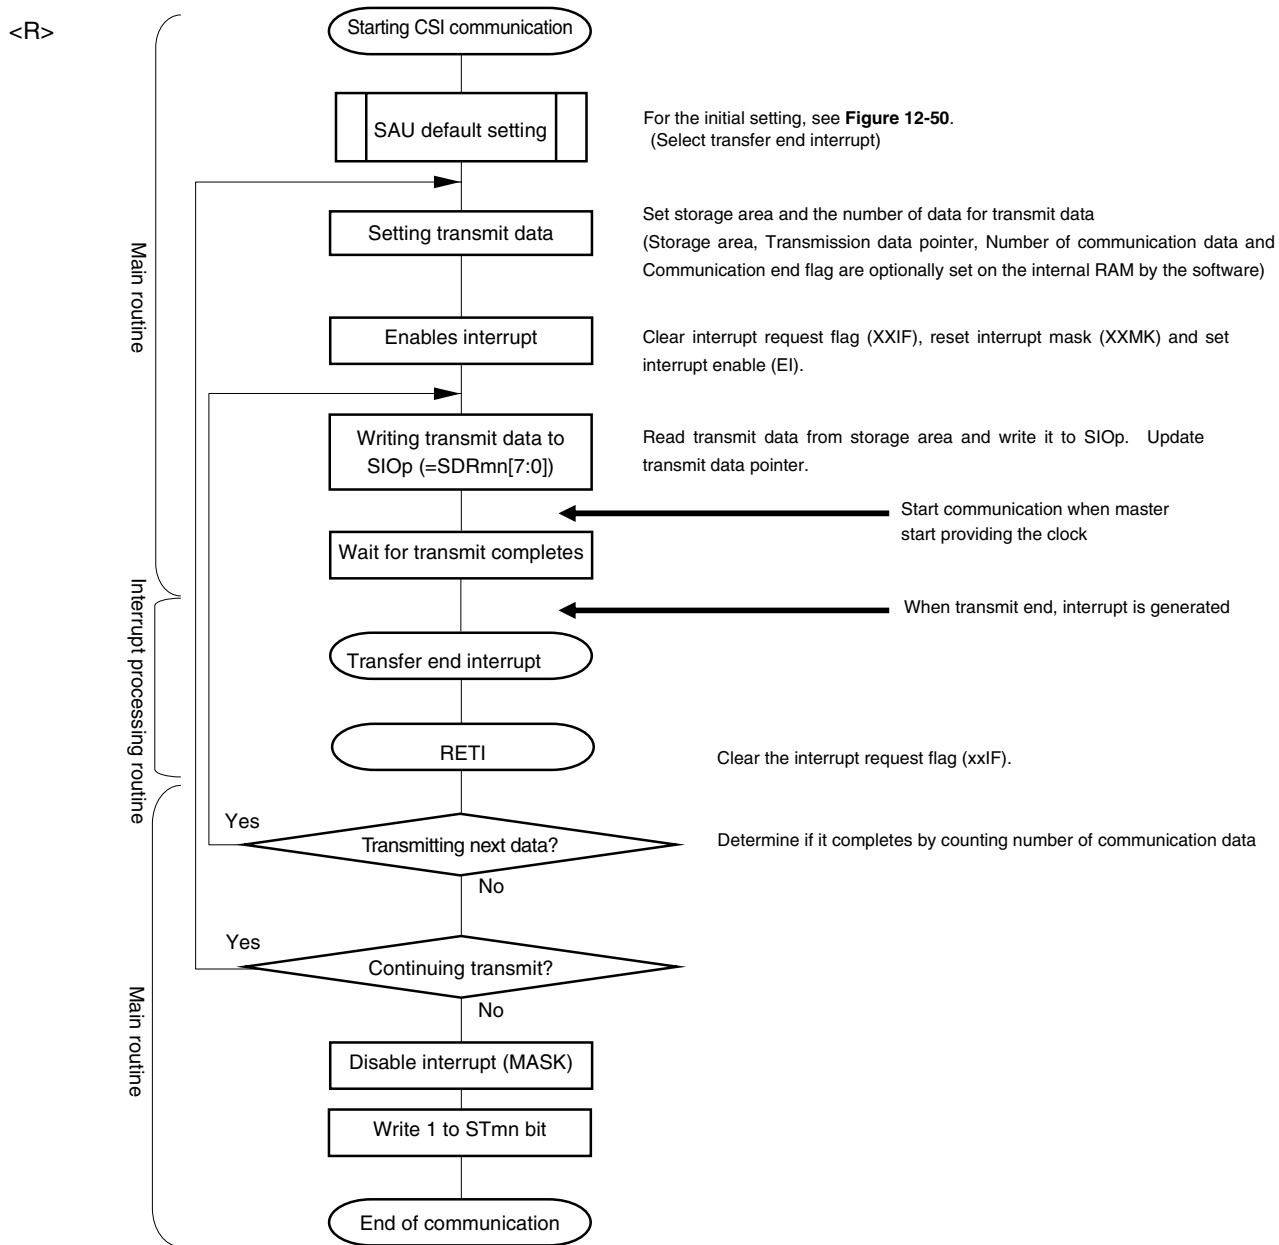 <R>
Starting CSI communication
SAU default setting
For the initial setting, see Figure 12-50.
(Select transfer end interrupt)
Main routine
Setting transmit data
Set storage area and the number of data for transmit data
(Storage area, Transmission data pointer, Number of communication data and
Communication end flag are optionally set on the internal RAM by the software)
Enables interrupt
Clear interrupt request flag (XXIF), reset interrupt mask (XXMK) and set
interrupt enable (EI).
Writing transmit data to
SIOp (=SDRmn[7:0])
Read transmit data from storage area and write it to SIOp. Update
transmit data pointer.
Start communication when master
start providing the clock
Wait for transmit completes
When transmit end, interrupt is generated
Interrupt processing routine
Transfer end interrupt
RETI
Clear the interrupt request flag (xxIF).
Yes
Transmitting next data?
Determine if it completes by counting number of communication data
No
Yes
Continuing transmit?
No
Main routine
Disable interrupt (MASK)
Write 1 to STmn bit
End of communication